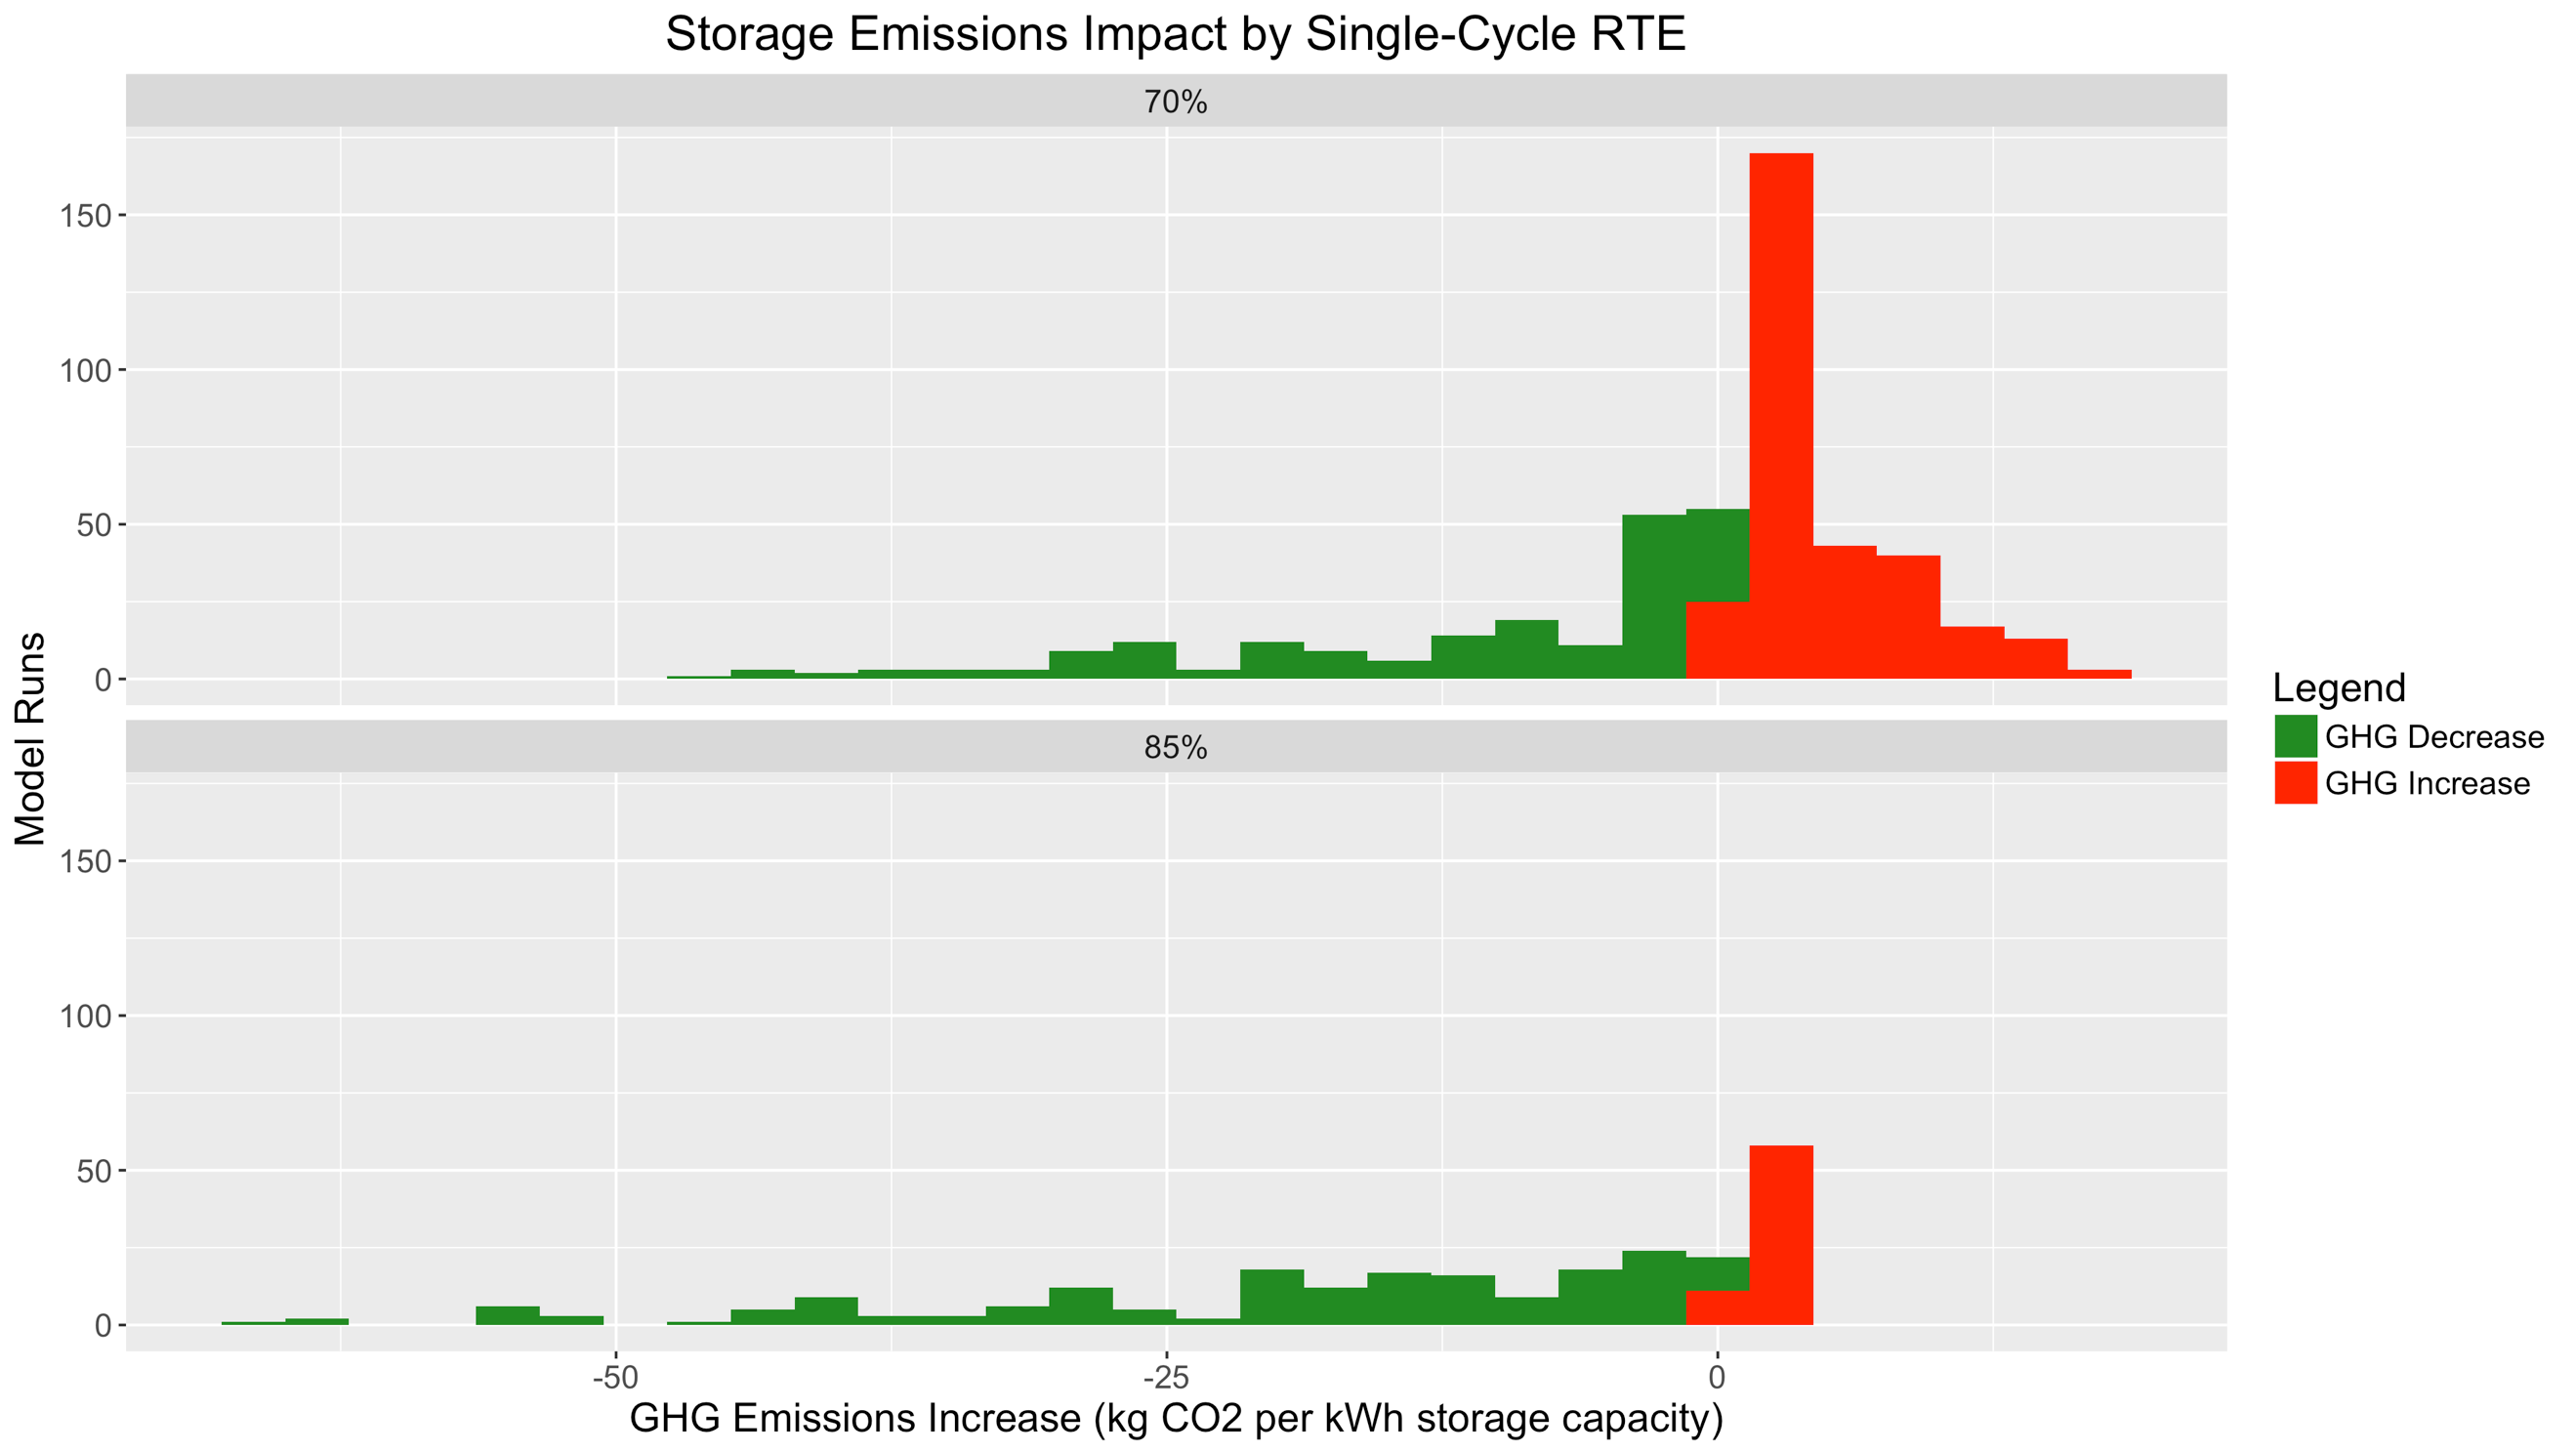 Storage Emissions Impact by Single-Cycle RTE
70%
150
100
50
0
Model Runs
85%
150
100
50
0
-50
-25
0
GHG Emissions Increase (kg CO2 per kWh storage capacity)
Legend
GHG Decrease
GHG Increase